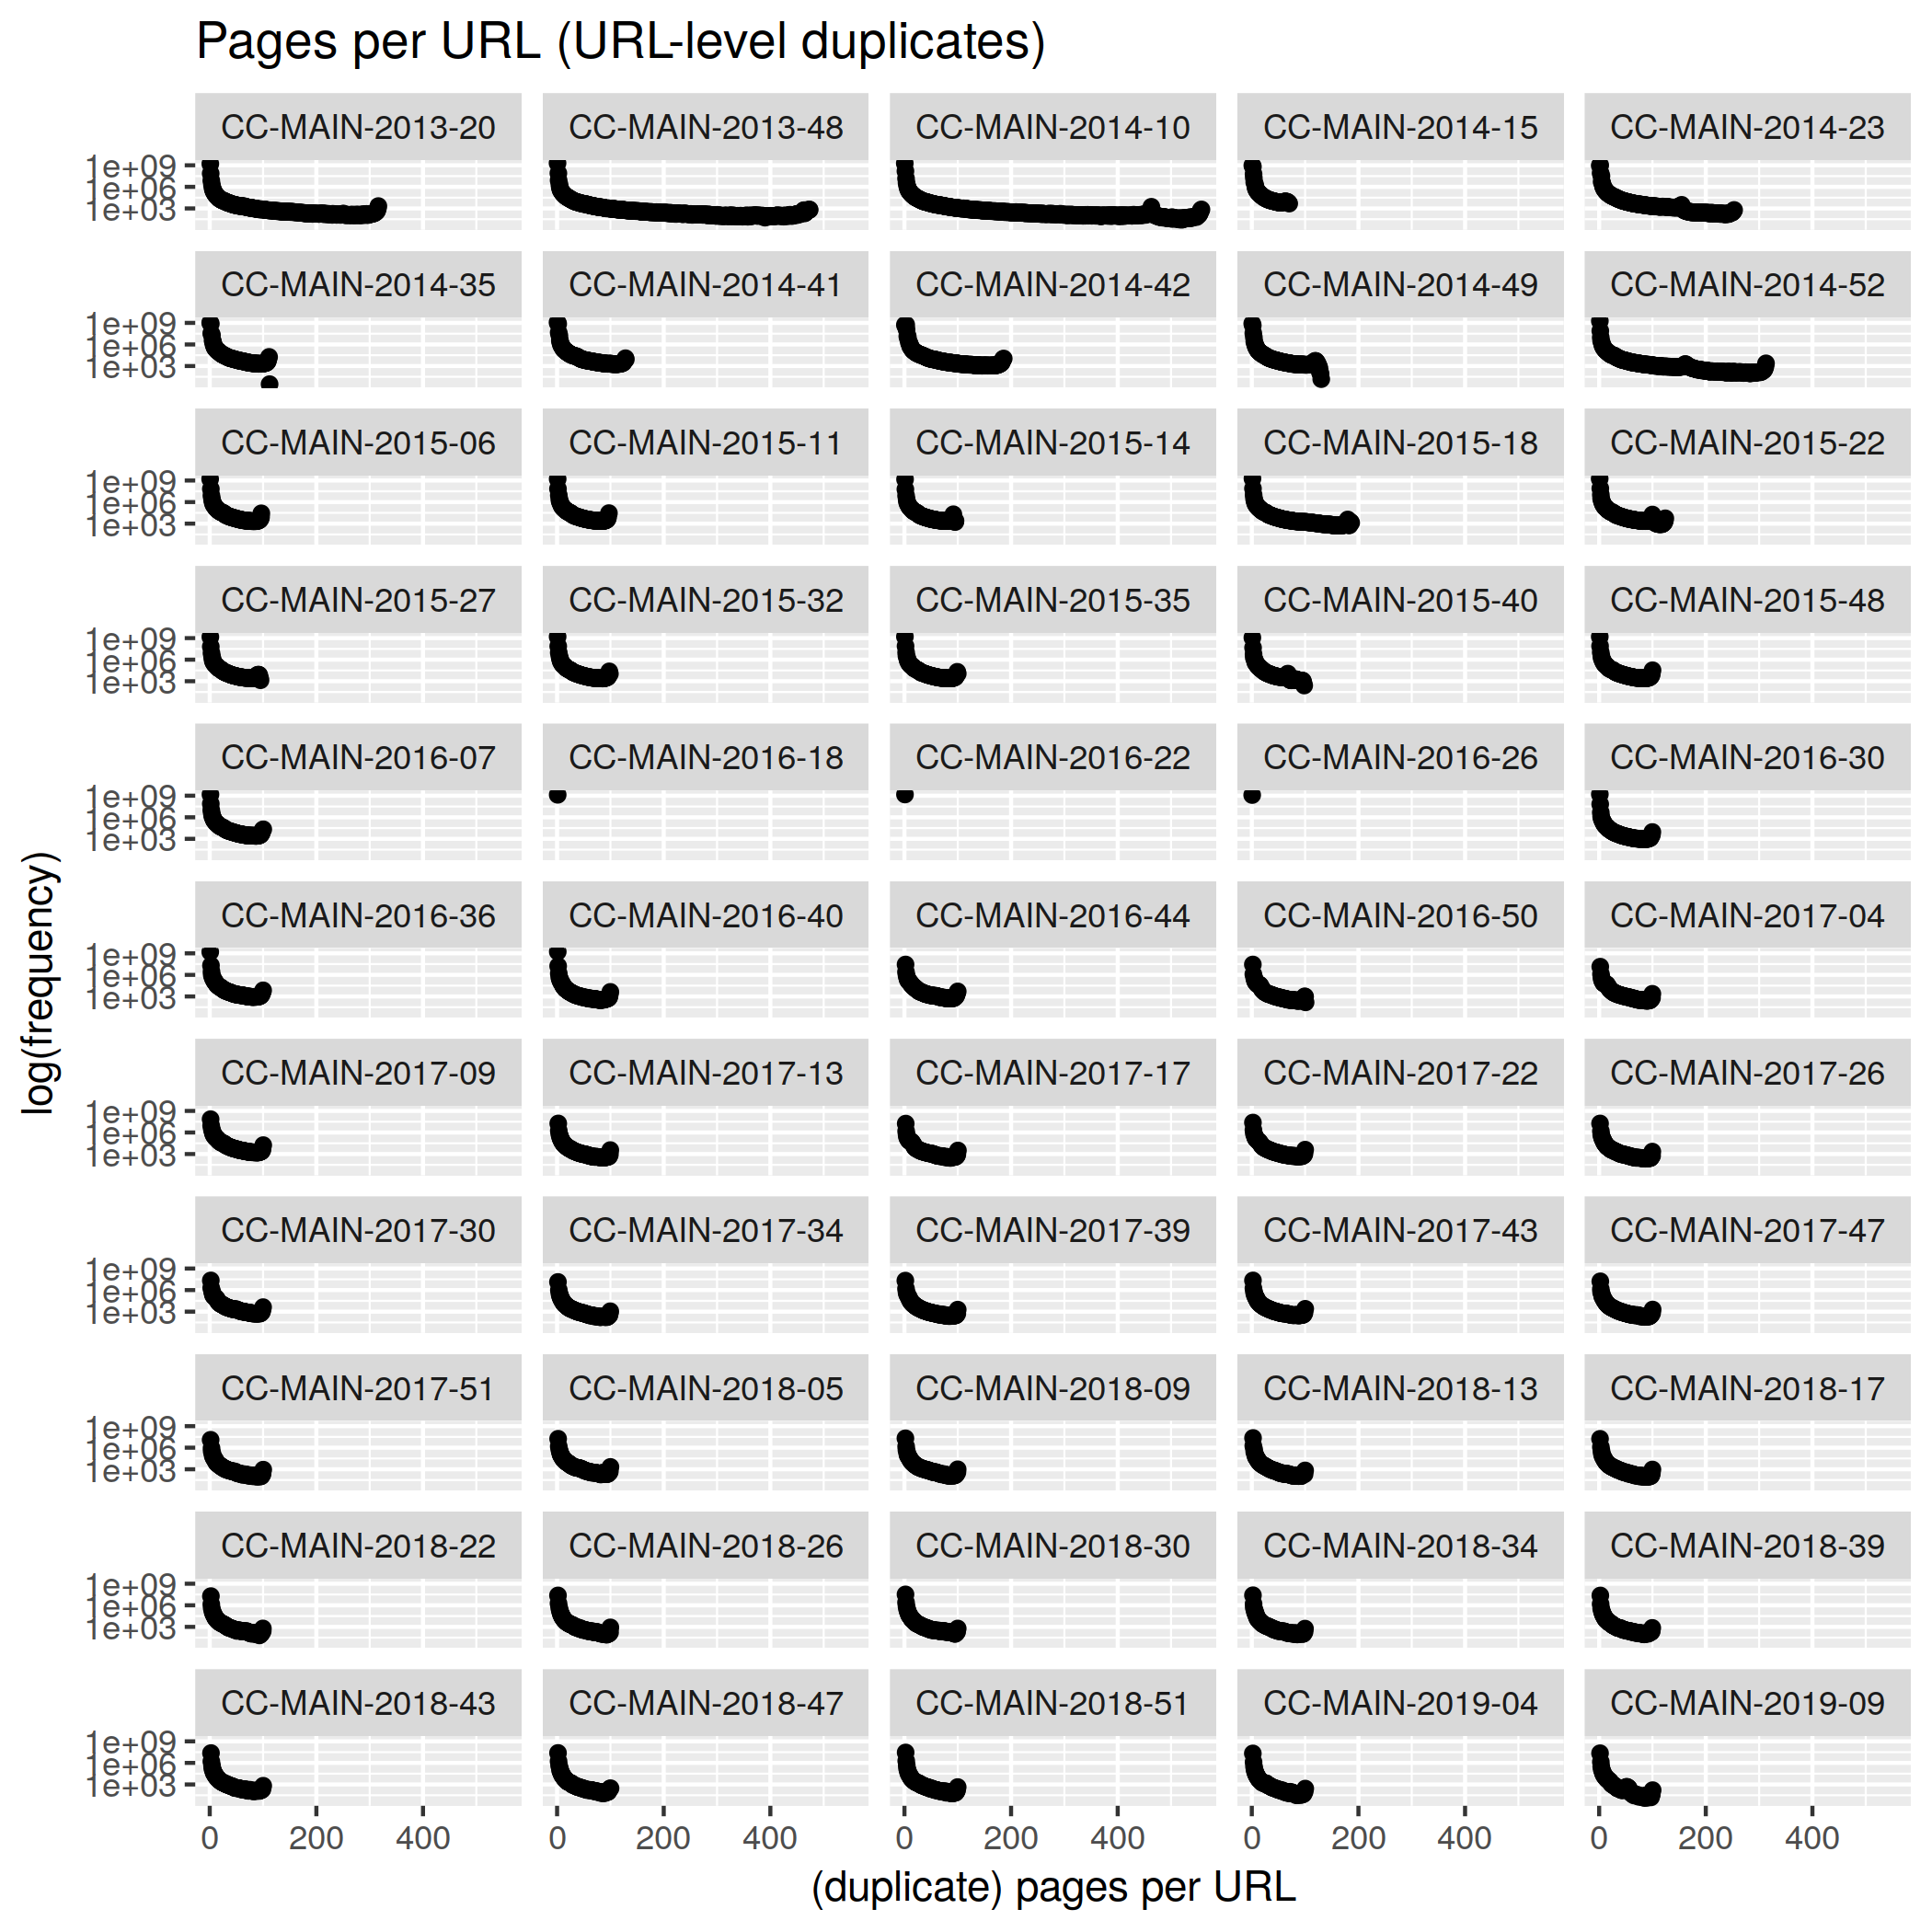 Pages per URL (URL-level duplicates)
CC-MAIN-2013-20 CC-MAIN-2013-48 CC-MAIN-2014-10 CC-MAIN-2014-15 CC-MAIN-2014-23
1e+09
1e+06
1e+03
CC-MAIN-2014-35 CC-MAIN-2014-41 CC-MAIN-2014-42 CC-MAIN-2014-49 CC-MAIN-2014-52
1e+09
1e+06
1e+03
CC-MAIN-2015-06 CC-MAIN-2015-11 CC-MAIN-2015-14 CC-MAIN-2015-18 CC-MAIN-2015-22
1e+09
1e+06
1e+03
CC-MAIN-2015-27 CC-MAIN-2015-32 CC-MAIN-2015-35 CC-MAIN-2015-40 CC-MAIN-2015-48
1e+09
1e+06
1e+03
CC-MAIN-2016-07 CC-MAIN-2016-18 CC-MAIN-2016-22 CC-MAIN-2016-26 CC-MAIN-2016-30
1e+09
1e+06
1e+03
CC-MAIN-2016-36 CC-MAIN-2016-40 CC-MAIN-2016-44 CC-MAIN-2016-50 CC-MAIN-2017-04
1e+09
1e+06
1e+03
CC-MAIN-2017-09 CC-MAIN-2017-13 CC-MAIN-2017-17 CC-MAIN-2017-22 CC-MAIN-2017-26
1e+09
1e+06
1e+03
CC-MAIN-2017-30 CC-MAIN-2017-34 CC-MAIN-2017-39 CC-MAIN-2017-43 CC-MAIN-2017-47
1e+09
1e+06
1e+03
CC-MAIN-2017-51 CC-MAIN-2018-05 CC-MAIN-2018-09 CC-MAIN-2018-13 CC-MAIN-2018-17
1e+09
1e+06
1e+03
CC-MAIN-2018-22 CC-MAIN-2018-26 CC-MAIN-2018-30 CC-MAIN-2018-34 CC-MAIN-2018-39
1e+09
1e+06
1e+03
CC-MAIN-2018-43 CC-MAIN-2018-47 CC-MAIN-2018-51 CC-MAIN-2019-04 CC-MAIN-2019-09
1e+09
1e+06
1e+03
0 200 400 0 200 400 0 200 400 0 200 400 0 200 400
(duplicate) pages per URL
log(frequency)